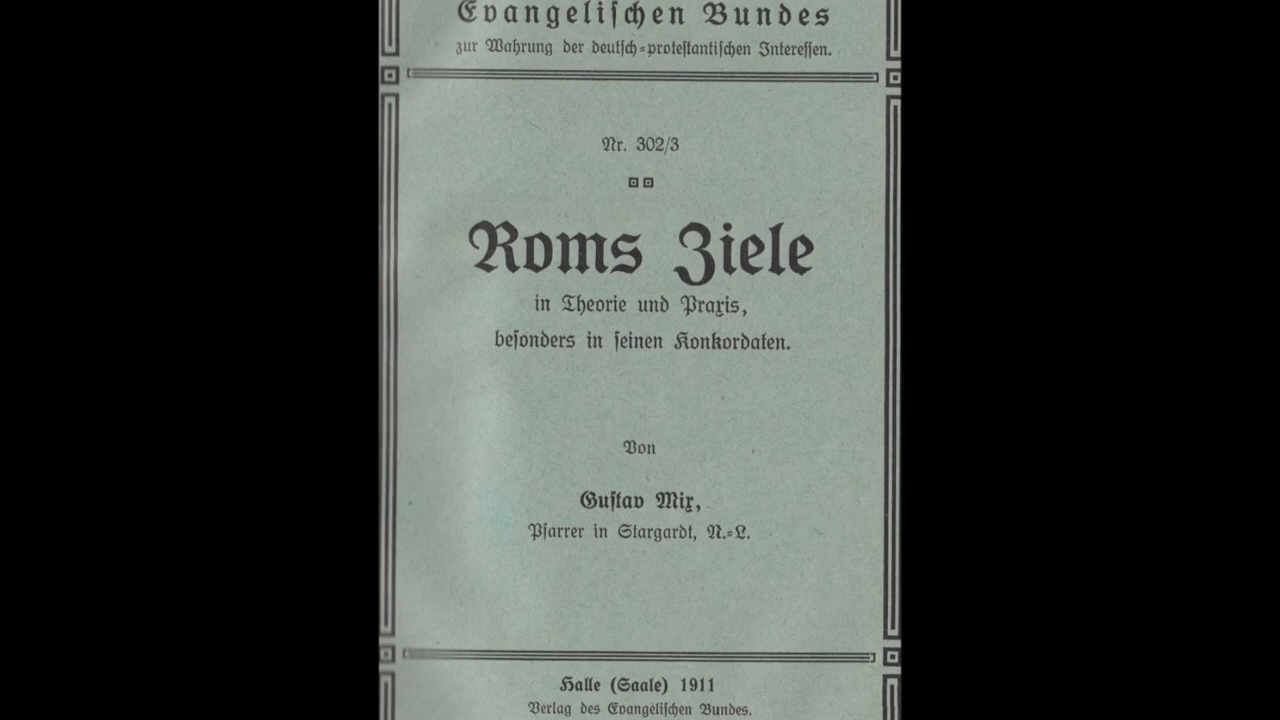 Evangelischen Bundes
zur Wahrung der deutsch-protestantischen Interessen.
Nr. 302/3
Roms Ziele
in Theorie und Praxis,
besonders in seinen Konkordaten.
Von
Gustav Mix,
Pfarrer in Stargardt, N.-L.
Halle (Saale) 1911
Verlag des Evangelischen Bundes.